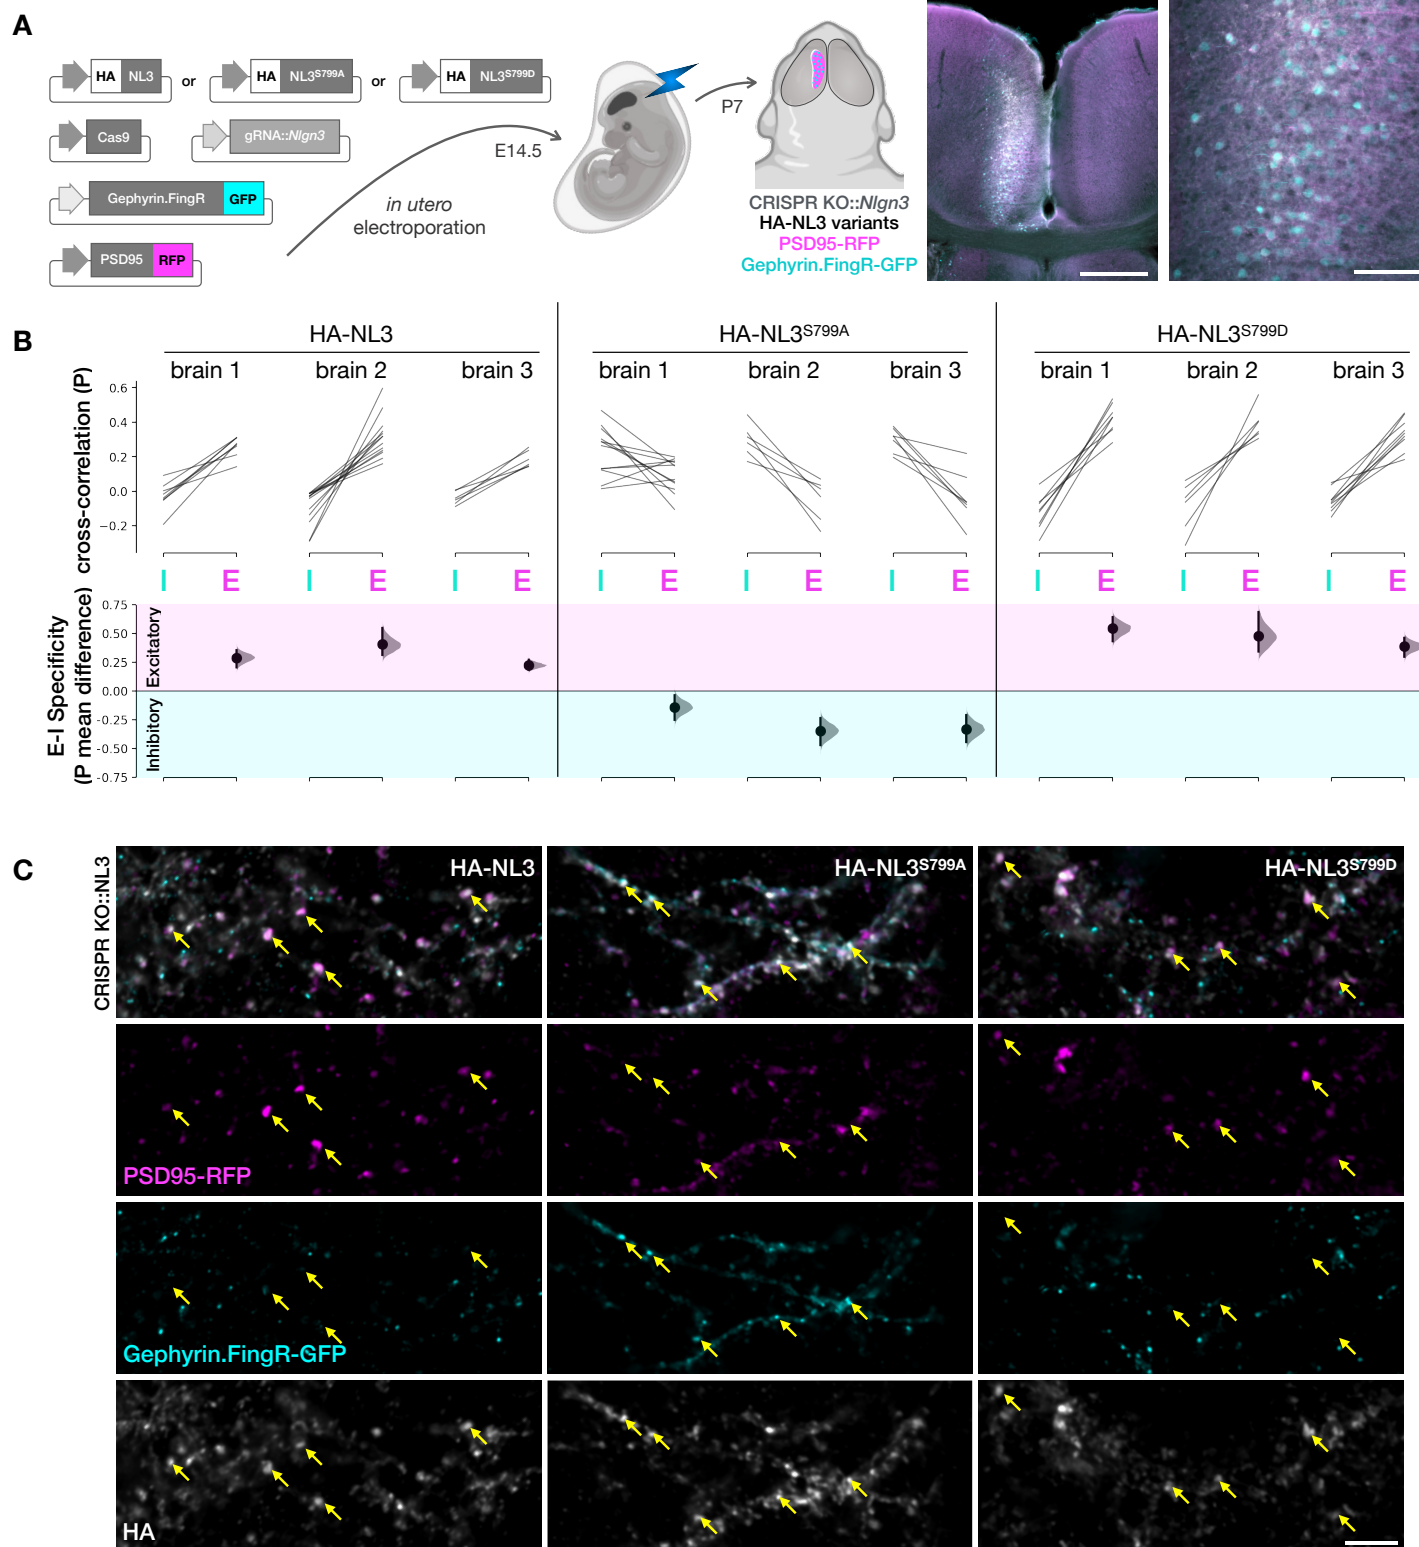 A
HA NL3 or HA NL3S799A or HA NL3S799D
Cas9 gRNA::Nlgn3
Gephyrin.FingR GFP
PSD95 RFP
in utero
electroporation
E14.5
P7
CRISPR KO::Nlgn3
HA-NL3 variants
PSD95-RFP
Gephyrin.FingR-GFP
B
HA-NL3 HA-NL3S799A HA-NL3S799D
brain 1 brain 2 brain 3 brain 1 brain 2 brain 3 brain 1 brain 2 brain 3
cross-correlation (P)
0.6
0.4
0.2
0.0
−0.2
I E I E I E I E I E I E I E I E I E
E-I Specificity
(P mean difference)
0.75
0.50
0.25
0.00
-0.25
-0.50
-0.75
Excitatory
Inhibitory
C
CRISPR KO::NL3
HA-NL3 HA-NL3S799A HA-NL3S799D
PSD95-RFP
Gephyrin.FingR-GFP
HA